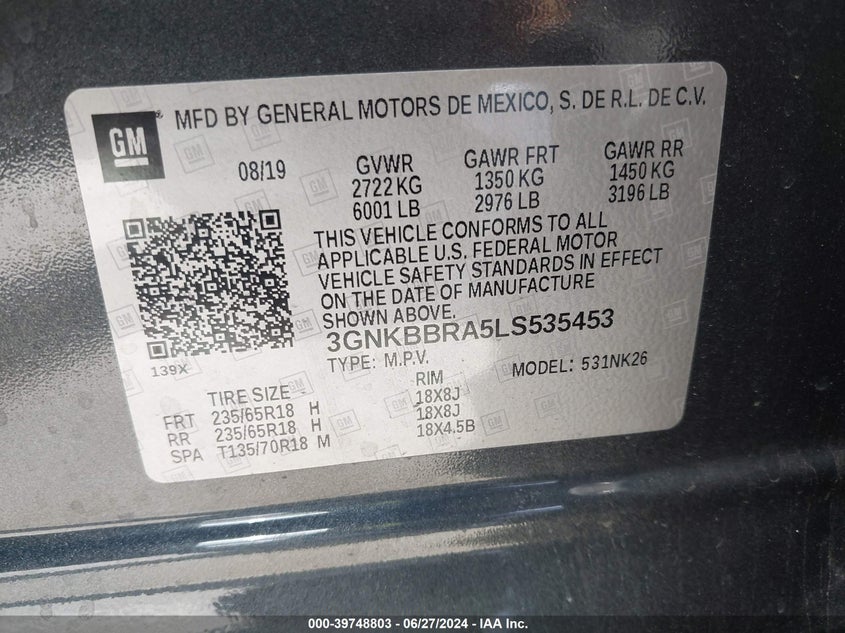 GM
MFD BY GENERAL MOTORS DE MEXICO, S. DE R.L. DE C.V.
08/19 GVWR GAWR FRT GAWR RR
2722 KG 1350 KG 1450 KG
6001 LB 2976 LB 3196 LB
THIS VEHICLE CONFORMS TO ALL
APPLICABLE U.S. FEDERAL MOTOR
VEHICLE SAFETY STANDARDS IN EFFECT
ON THE DATE OF MANUFACTURE
SHOWN ABOVE.
3GNKBBRA5LS535453
139X TYPE: M.P.V. MODEL: 531NK26
TIRE SIZE RIM
FRT 235/65R18 H 18X8J
RR 235/65R18 H 18X8J
SPA T135/70R18 M 18X4.5B
000-39748803 - 06/27/2024 - IAA Inc.